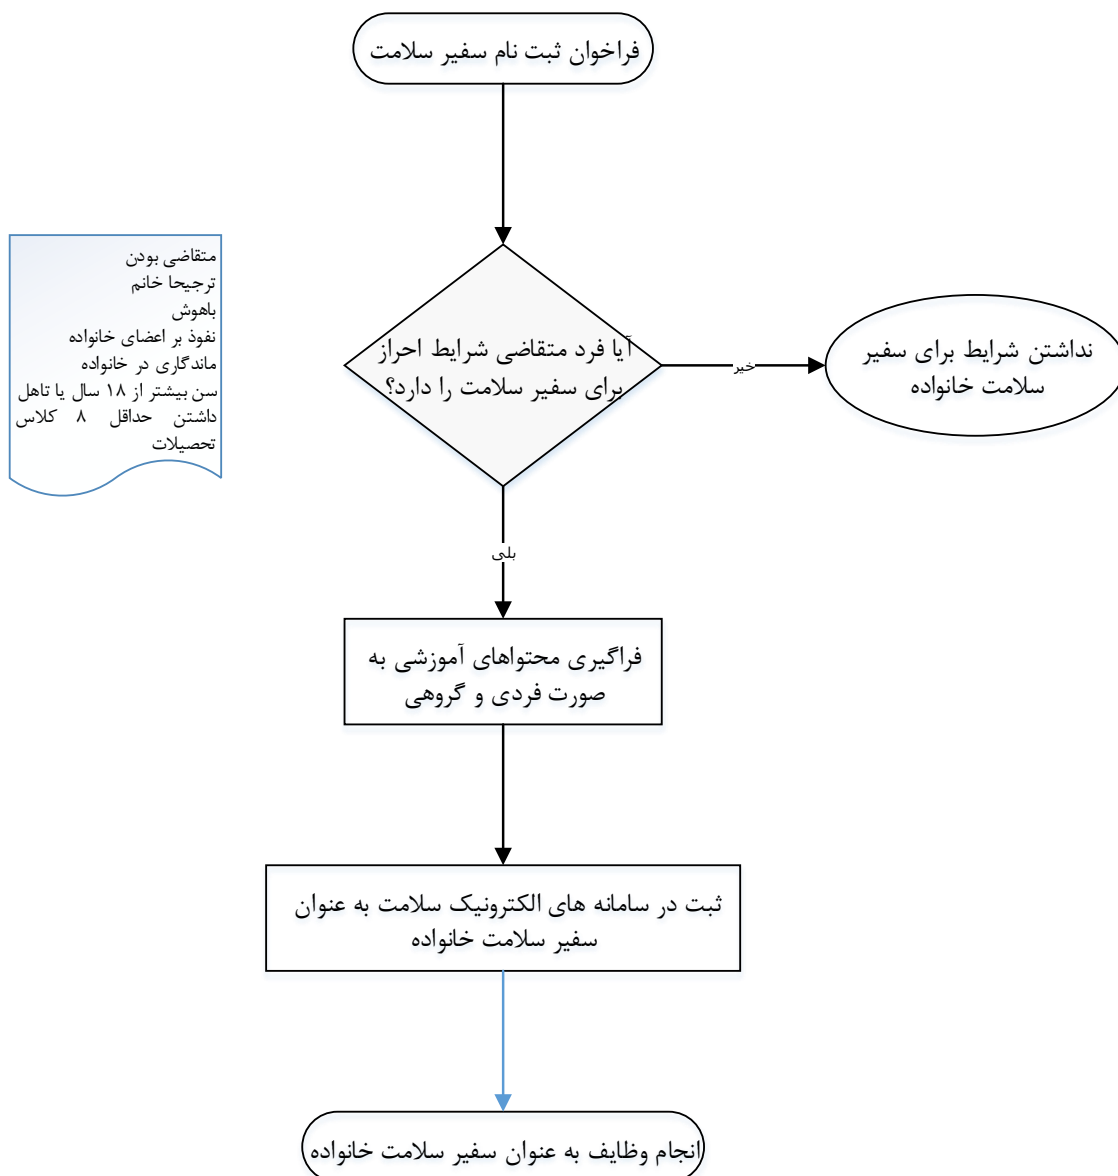 فراخوان ثبت نام سفیر سلامت
متقاضی بودن
ترجیحا خانم
باهوش
نفوذ بر اعضای خانواده
ماندگاری در خانواده
سن بیشتر از ۱۸ سال یا تاهل
داشتن حداقل ۸ کلاس
تحصیلات
آیا فرد متقاضی شرایط احراز
برای سفیر سلامت را دارد؟
خیر
نداشتن شرایط برای سفیر
سلامت خانواده
بلی
فراگیری محتواهای آموزشی به
صورت فردی و گروهی
ثبت در سامانه های الکترونیک سلامت به عنوان
سفیر سلامت خانواده
انجام وظایف به عنوان سفیر سلامت خانواده